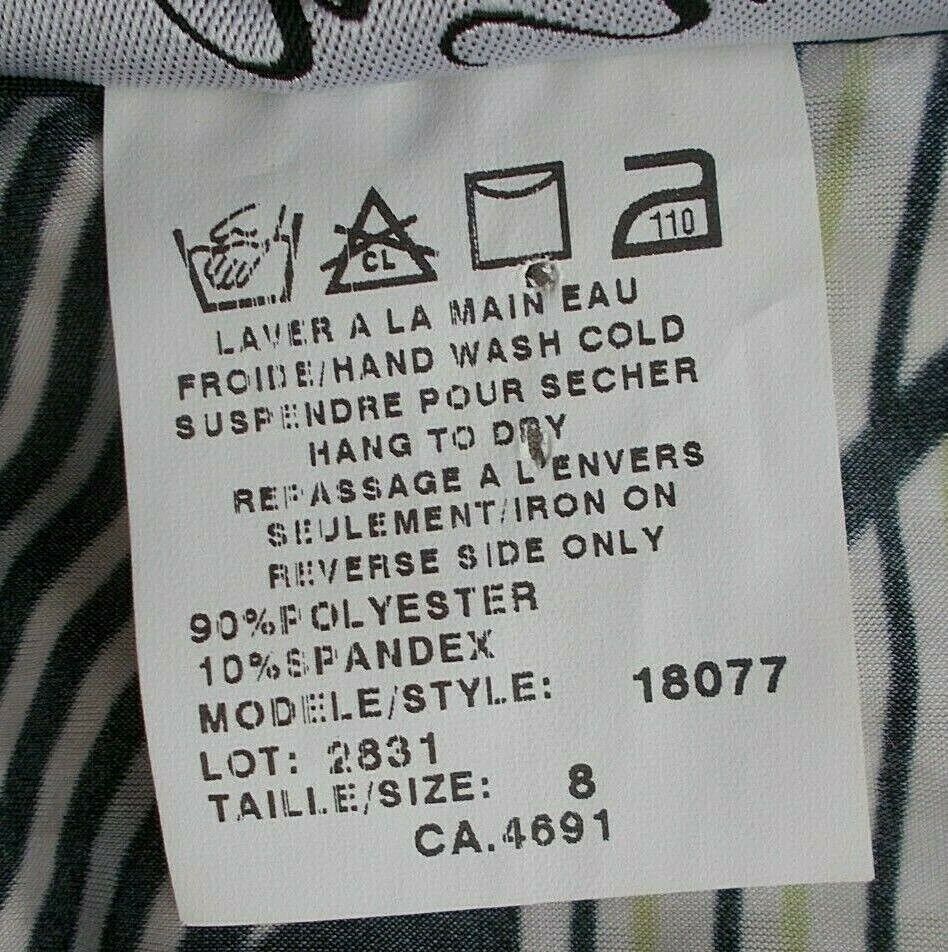 CL
110
LAVER A LA MAIN EAU
FROIDE/HAND WASH COLD
SUSPENDRE POUR SECHER
HANG TO DRY
REPASSAGE A L'ENVERS
SEULEMENT/IRON ON
REVERSE SIDE ONLY
90%POLYESTER
10%SPANDEX
MODELE/STYLE: 18077
LOT: 2831
TAILLE/SIZE: 8
CA.4691